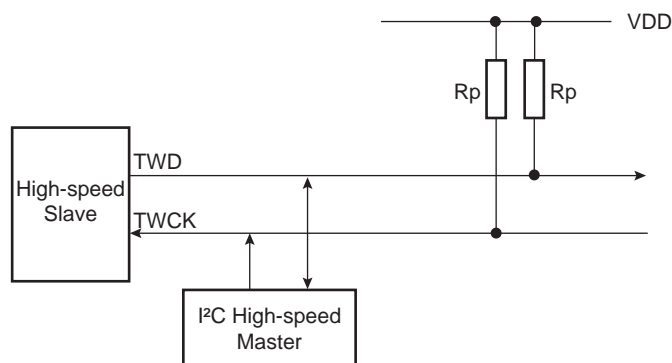 VDD
Rp
Rp
TWD
High-speed
Slave
TWCK
I²C High-speed
Master